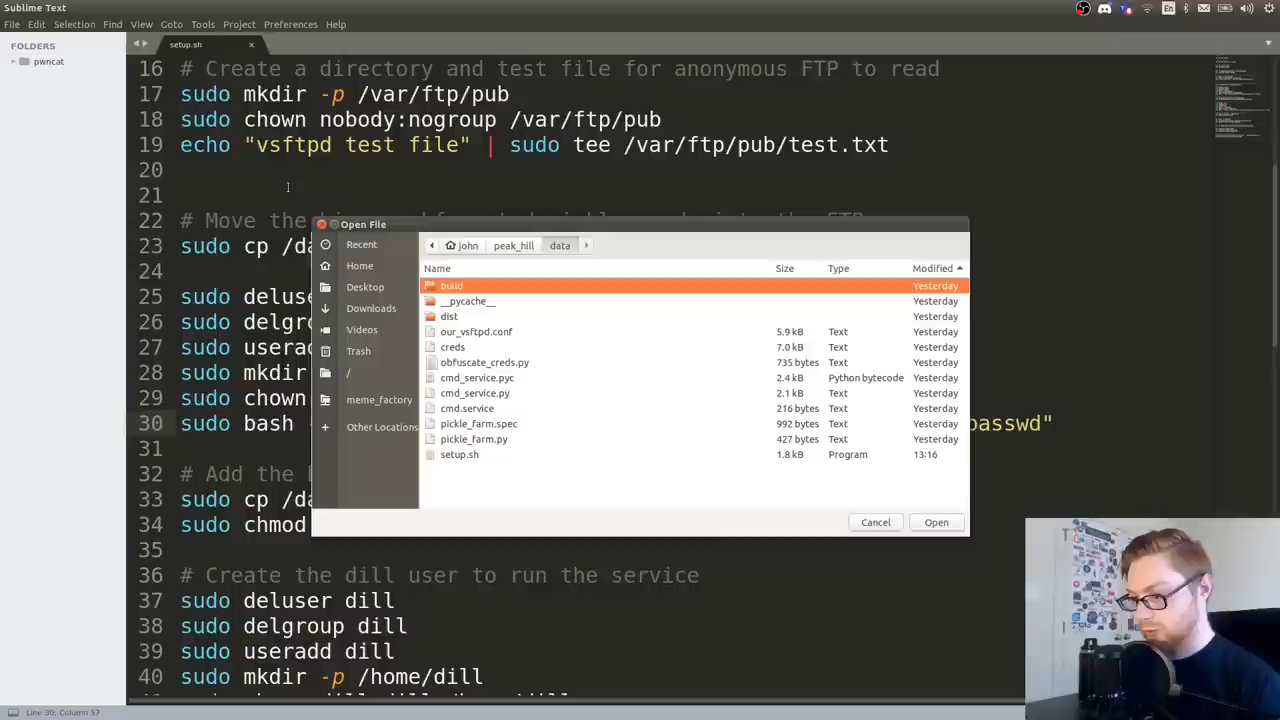 Sublime Text
En
File Edit Selection Find View Goto Tools Project Preferences Help
FOLDERS
pwncat
setup.sh
16 # Create a directory and test file for anonymous FTP to read
17 sudo mkdir -p /var/ftp/pub
18 sudo chown nobody:nogroup /var/ftp/pub
19 echo "vsftpd test file" | sudo tee /var/ftp/pub/test.txt
20
21
22 # Move the
23 sudo cp /da
24
25 sudo deluse
26 sudo delgro
27 sudo userad
28 sudo mkdir
29 sudo chown
30 sudo bash passwd"
31
32 # Add the
33 sudo cp /da
34 sudo chmod
35
36 # Create the dill user to run the service
37 sudo deluser dill
38 sudo delgroup dill
39 sudo useradd dill
40 sudo mkdir -p /home/dill
Open File
Recent
Home
Desktop
Downloads
Videos
Trash
/
meme_factory
Other Locations
john peak_hill data
Name Size Type Modified
build Yesterday
__pycache__ Yesterday
dist Yesterday
our_vsftpd.conf 5.9 kB Text Yesterday
creds 7.0 kB Text Yesterday
obfuscate_creds.py 735 bytes Text Yesterday
cmd_service.pyc 2.4 kB Python bytecode Yesterday
cmd_service.py 2.1 kB Text Yesterday
cmd.service 216 bytes Text Yesterday
pickle_farm.spec 992 bytes Text Yesterday
pickle_farm.py 427 bytes Text Yesterday
setup.sh 1.8 kB Program 13:16
Cancel Open
Line 30; Column 57